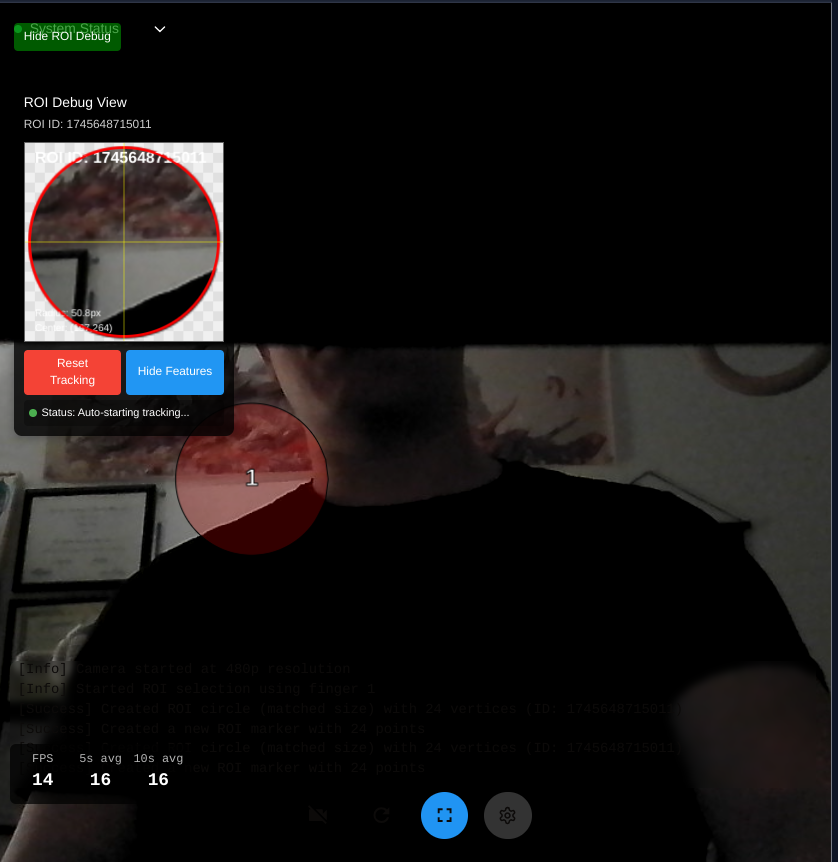 System Status
Hide ROI Debug
ROI Debug View
ROI ID: 1745648715011
ROI ID: 1745648715011
Radius: 50.8px
Center: (167,264)
Reset
Tracking
Hide Features
Status: Auto-starting tracking...
1
[Info] Camera started at 480p resolution
[Info] Started ROI selection using finger 1
[Success] Created ROI circle (matched size) with 24 vertices (ID: 1745648715011)
[Success] Created a new ROI marker with 24 points
ROI circle (matched size) with 24 vertices (ID: 1745648715011)
new ROI marker with 24 points
FPS
5s avg
10s avg
14
16
16